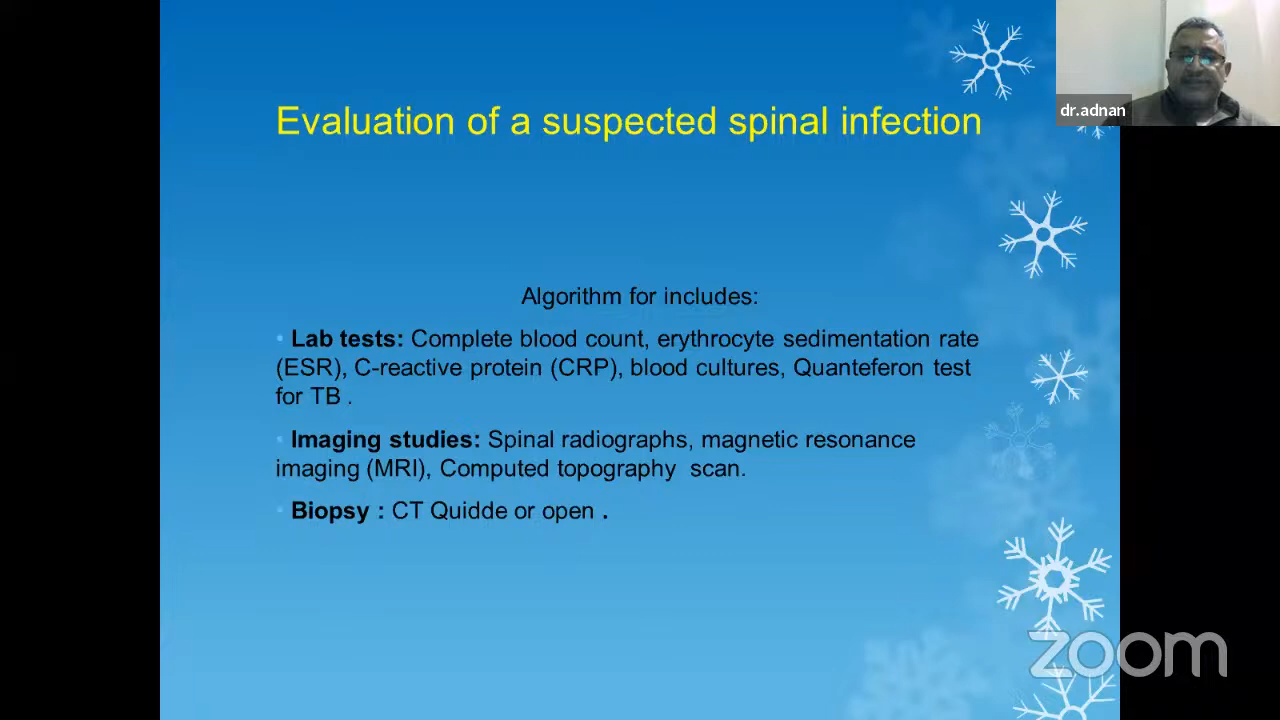 Evaluation of a suspected spinal infection
dr.adnan
Algorithm for includes:
• Lab tests: Complete blood count, erythrocyte sedimentation rate
(ESR), C-reactive protein (CRP), blood cultures, Quanteferon test
for TB .
• Imaging studies: Spinal radiographs, magnetic resonance
imaging (MRI), Computed topography scan.
• Biopsy : CT Quidde or open .
zoom